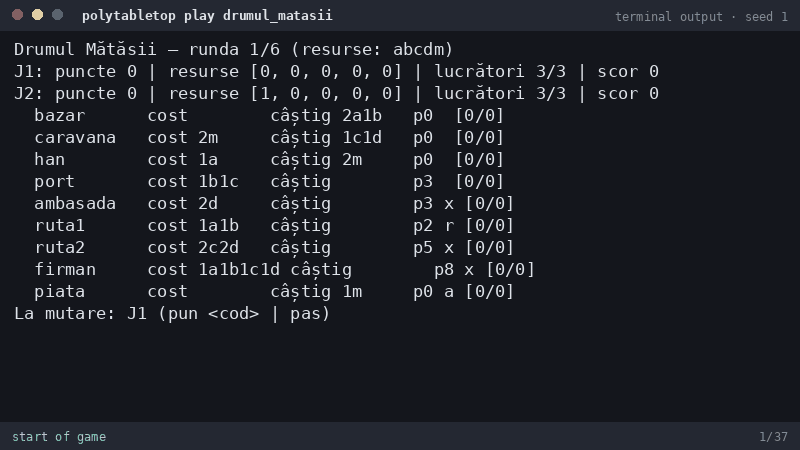 polytabletop play drumul_matasii
terminal output · seed 1
Drumul Mătăsii — runda 1/6 (resurse: abcdm)
J1: puncte 0 | resurse [0, 0, 0, 0, 0] | lucrători 3/3 | scor 0
J2: puncte 0 | resurse [1, 0, 0, 0, 0] | lucrători 3/3 | scor 0
bazar cost câștig 2a1b p0 [0/0]
caravana cost 2m câștig 1c1d p0 [0/0]
han cost 1a câștig 2m p0 [0/0]
port cost 1b1c câștig p3 [0/0]
ambasada cost 2d câștig p3 x [0/0]
ruta1 cost 1a1b câștig p2 r [0/0]
ruta2 cost 2c2d câștig p5 x [0/0]
firman cost 1a1b1c1d câștig p8 x [0/0]
piata cost câștig 1m p0 a [0/0]
La mutare: J1 (pun <cod> | pas)
start of game
1/37